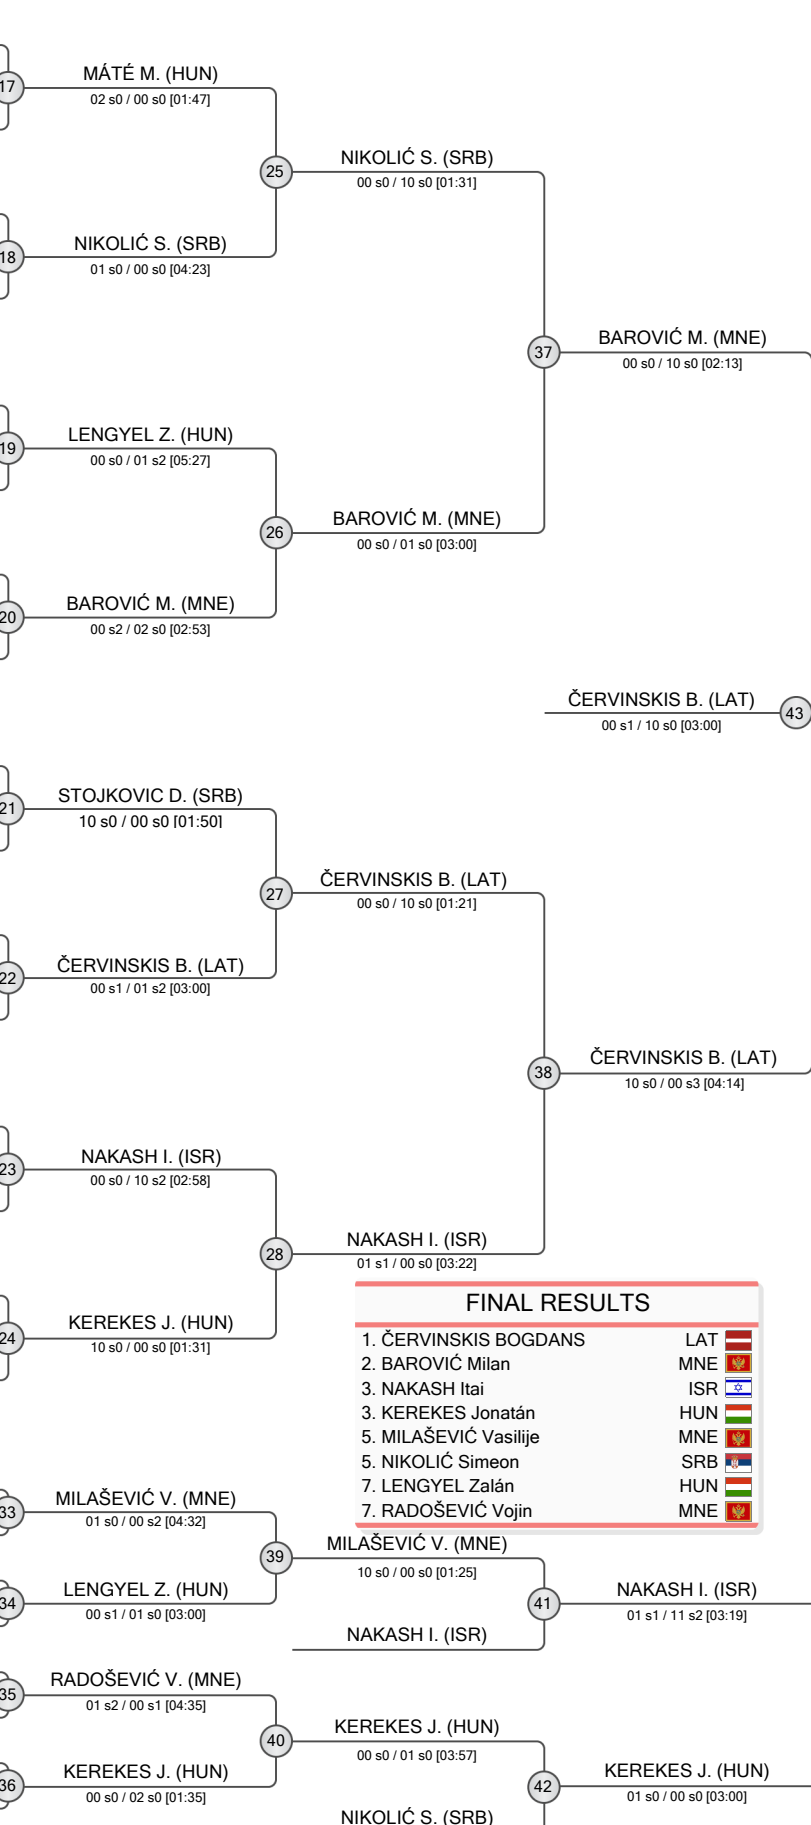 17
MÁTÉ M. (HUN)
02 s0 / 00 s0 [01:47]
25
NIKOLIĆ S. (SRB)
00 s0 / 10 s0 [01:31]
18
NIKOLIĆ S. (SRB)
01 s0 / 00 s0 [04:23]
37
BAROVIĆ M. (MNE)
00 s0 / 10 s0 [02:13]
19
LENGYEL Z. (HUN)
00 s0 / 01 s2 [05:27]
26
BAROVIĆ M. (MNE)
00 s0 / 01 s0 [03:00]
20
BAROVIĆ M. (MNE)
00 s2 / 02 s0 [02:53]
ČERVINSKIS B. (LAT)
00 s1 / 10 s0 [03:00]
43
21
STOJKOVIC D. (SRB)
10 s0 / 00 s0 [01:50]
27
ČERVINSKIS B. (LAT)
00 s0 / 10 s0 [01:21]
22
ČERVINSKIS B. (LAT)
00 s1 / 01 s2 [03:00]
38
ČERVINSKIS B. (LAT)
10 s0 / 00 s3 [04:14]
23
NAKASH I. (ISR)
00 s0 / 10 s2 [02:58]
28
NAKASH I. (ISR)
01 s1 / 00 s0 [03:22]
24
KEREKES J. (HUN)
10 s0 / 00 s0 [01:31]
FINAL RESULTS
1. ČERVINSKIS BOGDANS LAT
2. BAROVIĆ Milan MNE
3. NAKASH Itai ISR
3. KEREKES Jonatán HUN
5. MILAŠEVIĆ Vasilije MNE
5. NIKOLIĆ Simeon SRB
7. LENGYEL Zalán HUN
7. RADOŠEVIĆ Vojin MNE
33
MILAŠEVIĆ V. (MNE)
01 s0 / 00 s2 [04:32]
39
MILAŠEVIĆ V. (MNE)
10 s0 / 00 s0 [01:25]
34
LENGYEL Z. (HUN)
00 s1 / 01 s0 [03:00]
41
NAKASH I. (ISR)
01 s1 / 11 s2 [03:19]
NAKASH I. (ISR)
35
RADOŠEVIĆ V. (MNE)
01 s2 / 00 s1 [04:35]
40
KEREKES J. (HUN)
00 s0 / 01 s0 [03:57]
36
KEREKES J. (HUN)
00 s0 / 02 s0 [01:35]
42
KEREKES J. (HUN)
01 s0 / 00 s0 [03:00]
NIKOLIĆ S. (SRB)